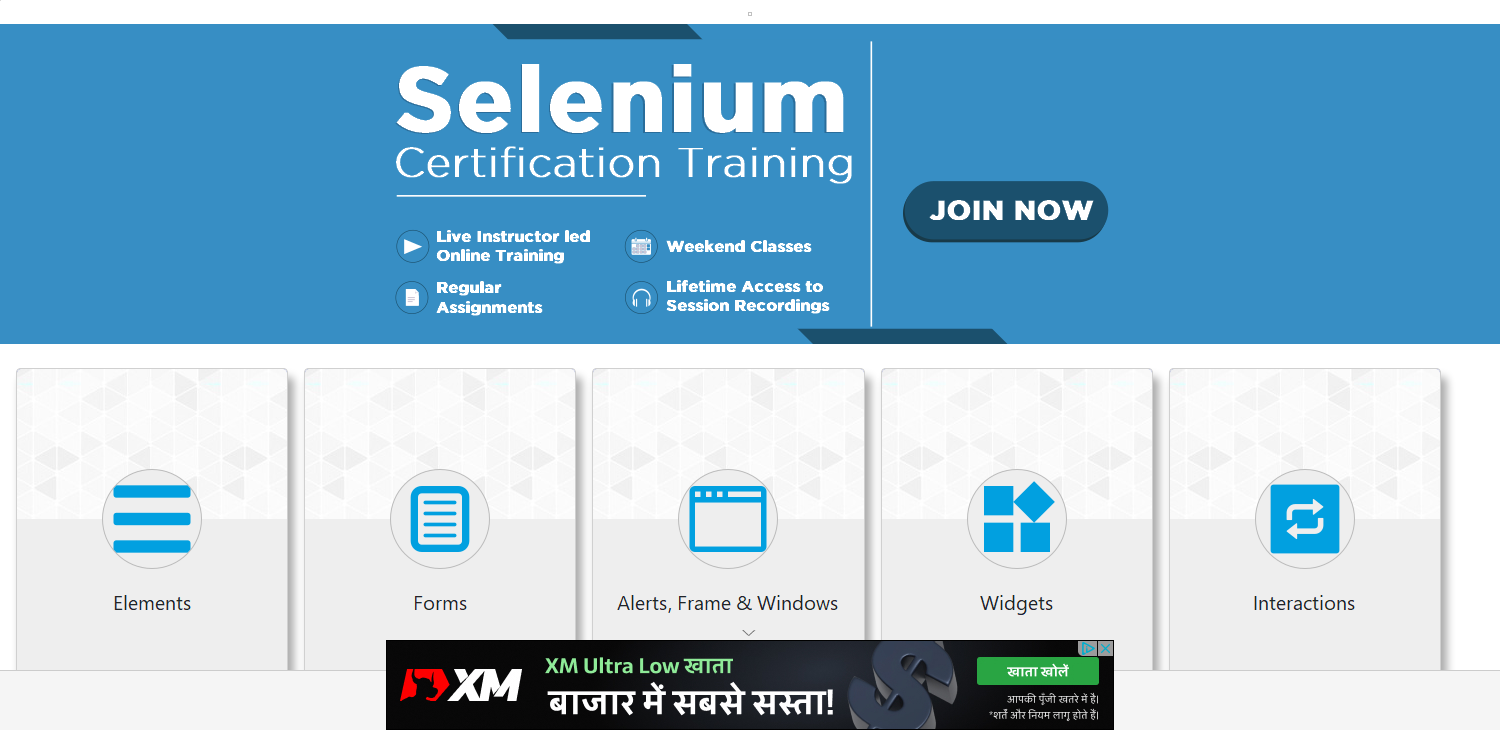 Selenium
Certification Training
JOIN NOW
Live Instructor led
Online Training
Weekend Classes
Regular
Assignments
Lifetime Access to
Session Recordings
Elements
Forms
Alerts, Frame & Windows
Widgets
Interactions
XM
XM Ultra Low खाता
बाजार में सबसे सस्ता!
खाता खोलें
आपकी पूँजी खतरे में है।
*शर्तें और नियम लागू होते हैं।